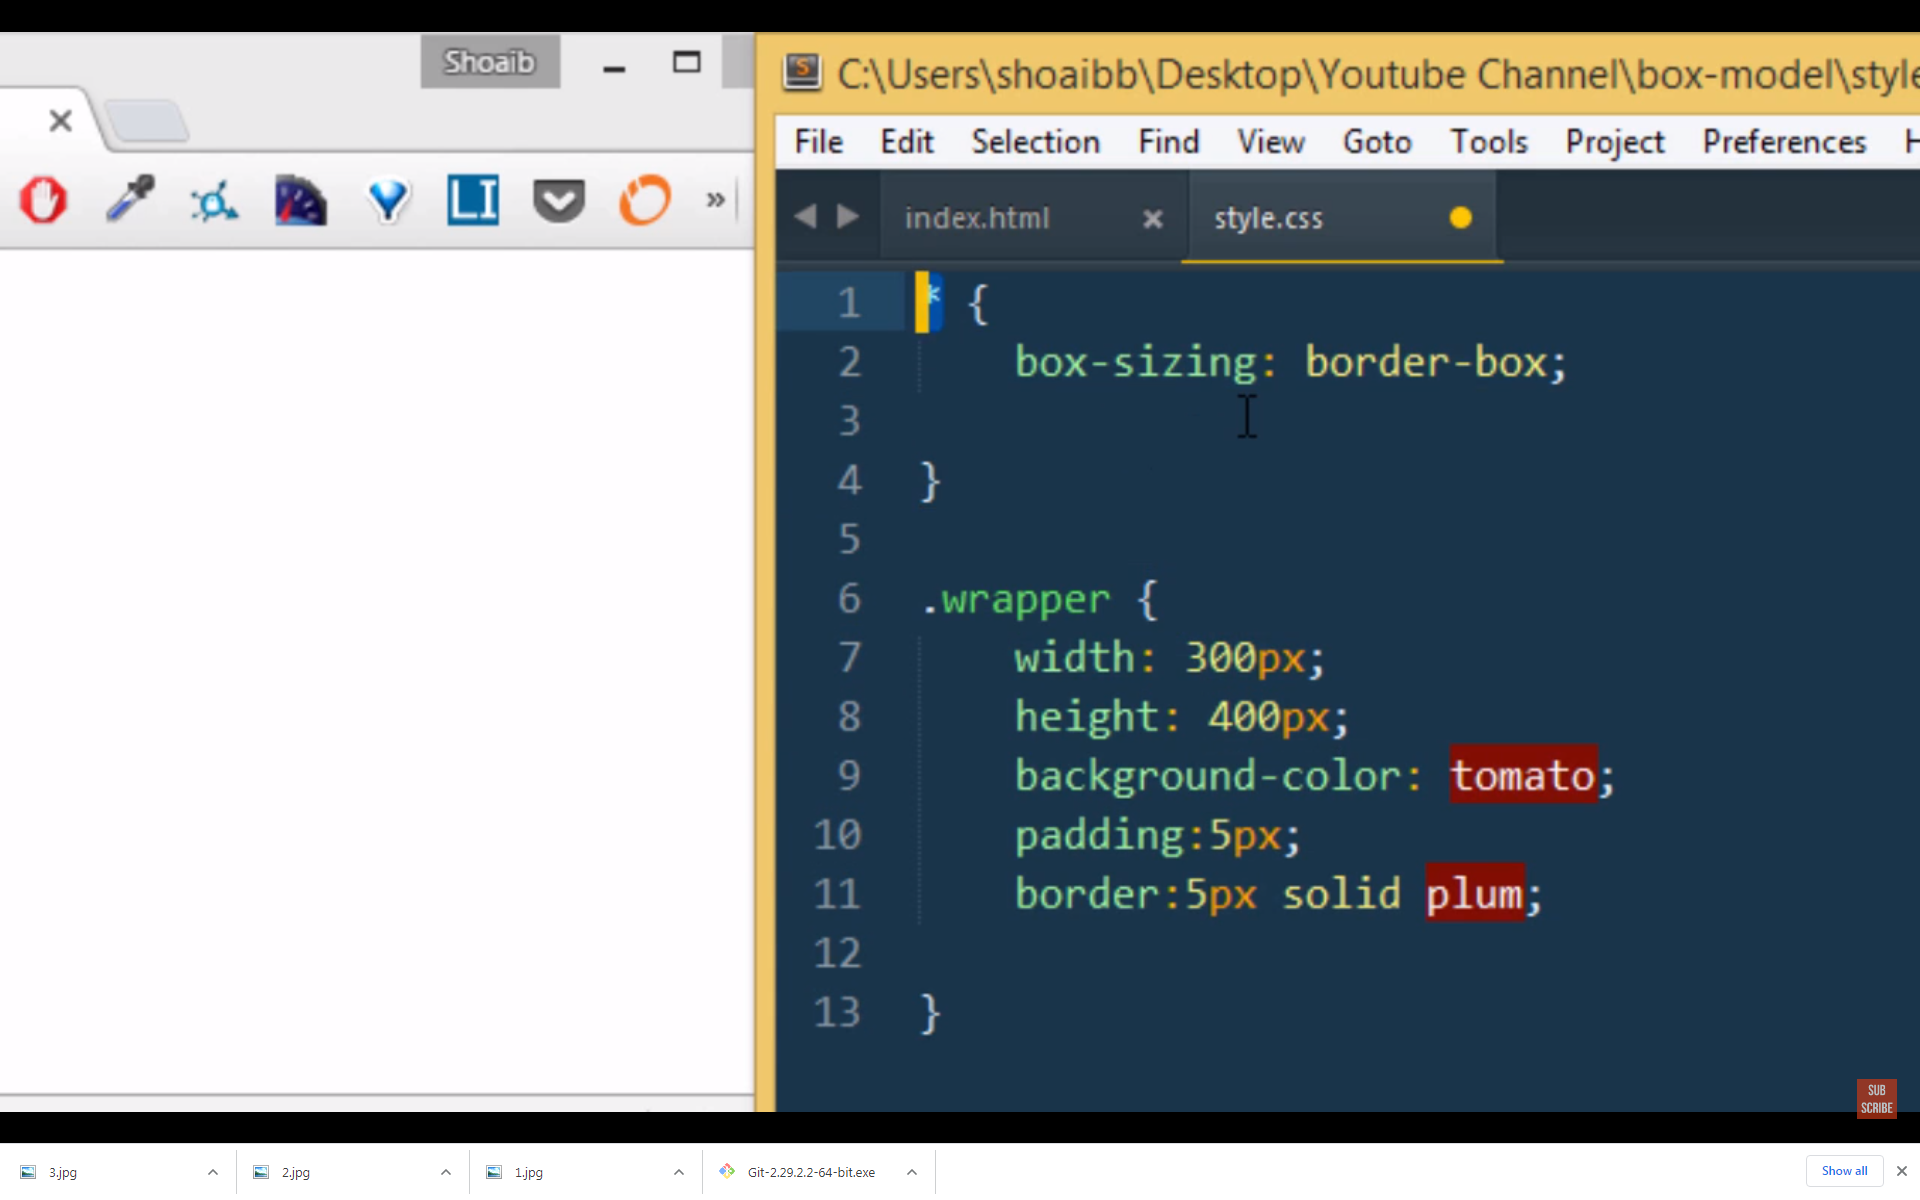 Shoaib
C:\Users\shoaibb\Desktop\Youtube Channel\box-model\style
File Edit Selection Find View Goto Tools Project Preferences H
LI
index.html style.css
1 * {
2 box-sizing: border-box;
3
4 }
5
6 .wrapper {
7 width: 300px;
8 height: 400px;
9 background-color: tomato;
10 padding:5px;
11 border:5px solid plum;
12
13 }
SUB
SCRIBE
3.jpg 2.jpg 1.jpg Git-2.29.2.2-64-bit.exe Show all